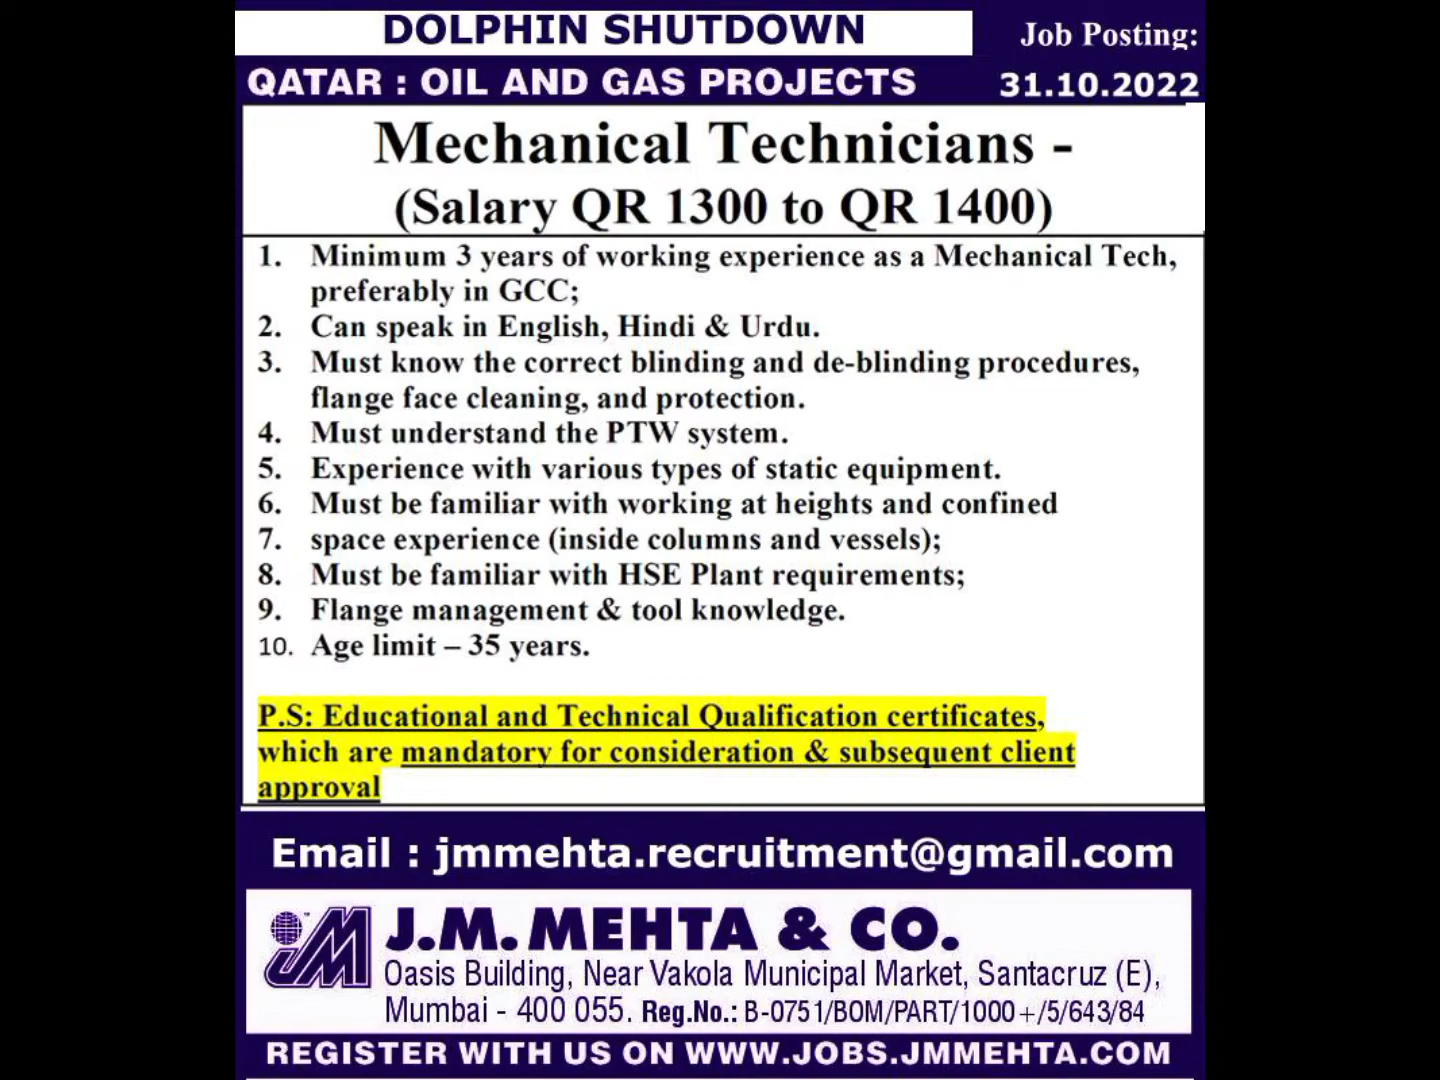 DOLPHIN SHUTDOWN
Job Posting:
QATAR : OIL AND GAS PROJECTS
31.10.2022
Mechanical Technicians -
(Salary QR 1300 to QR 1400)
1. Minimum 3 years of working experience as a Mechanical Tech,
preferably in GCC;
2. Can speak in English, Hindi & Urdu.
3. Must know the correct blinding and de-blinding procedures,
flange face cleaning, and protection.
4. Must understand the PTW system.
5. Experience with various types of static equipment.
6. Must be familiar with working at heights and confined
7. space experience (inside columns and vessels);
8. Must be familiar with HSE Plant requirements;
9. Flange management & tool knowledge.
10. Age limit – 35 years.
P.S: Educational and Technical Qualification certificates,
which are mandatory for consideration & subsequent client
approval
Email : jmmehta.recruitment@gmail.com
JM J.M. MEHTA & CO.
Oasis Building, Near Vakola Municipal Market, Santacruz (E),
Mumbai - 400 055. Reg.No.: B-0751/BOM/PART/1000+/5/643/84
REGISTER WITH US ON WWW.JOBS.JMMEHTA.COM